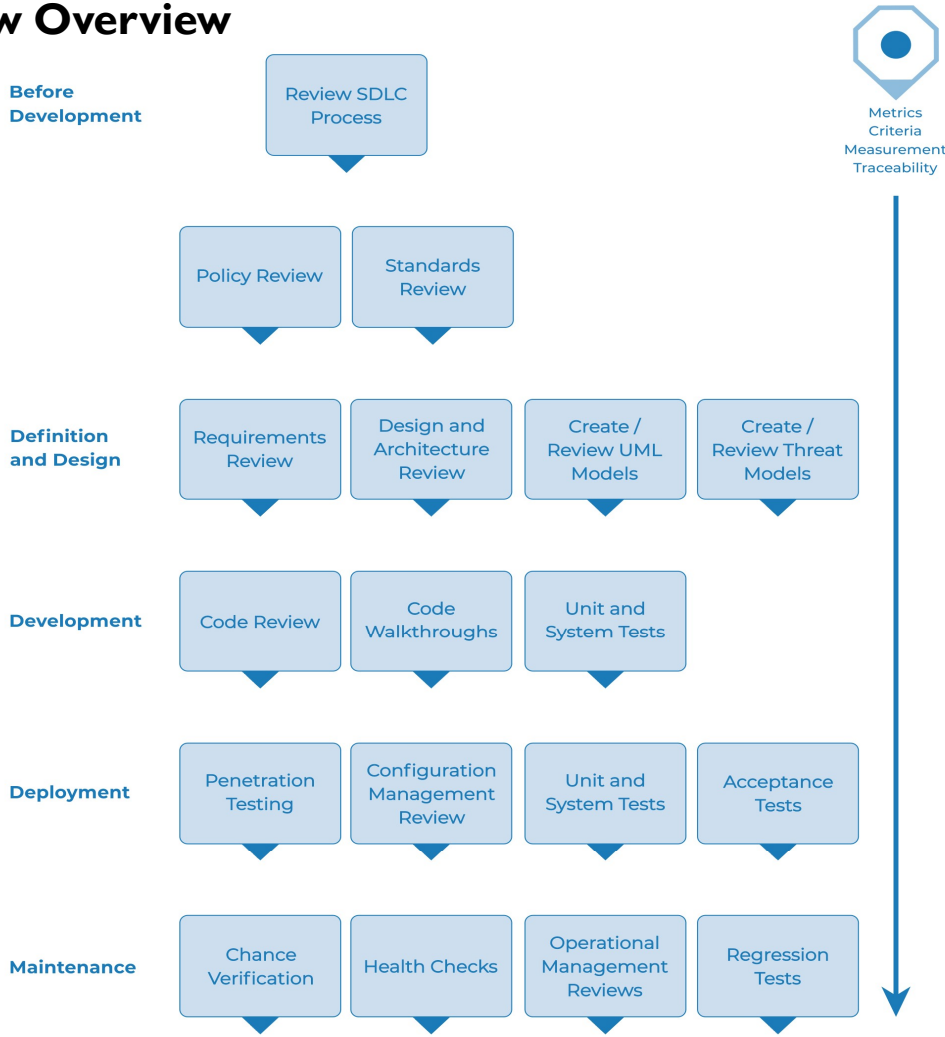 w Overview
Before
Development
Review SDLC
Process
Metrics
Criteria
Measurement
Traceability
Policy Review
Standards
Review
Definition
and Design
Requirements
Review
Design and
Architecture
Review
Create /
Review UML
Models
Create /
Review Threat
Models
Development
Code Review
Code
Walkthroughs
Unit and
System Tests
Deployment
Penetration
Testing
Configuration
Management
Review
Unit and
System Tests
Acceptance
Tests
Maintenance
Chance
Verification
Health Checks
Operational
Management
Reviews
Regression
Tests